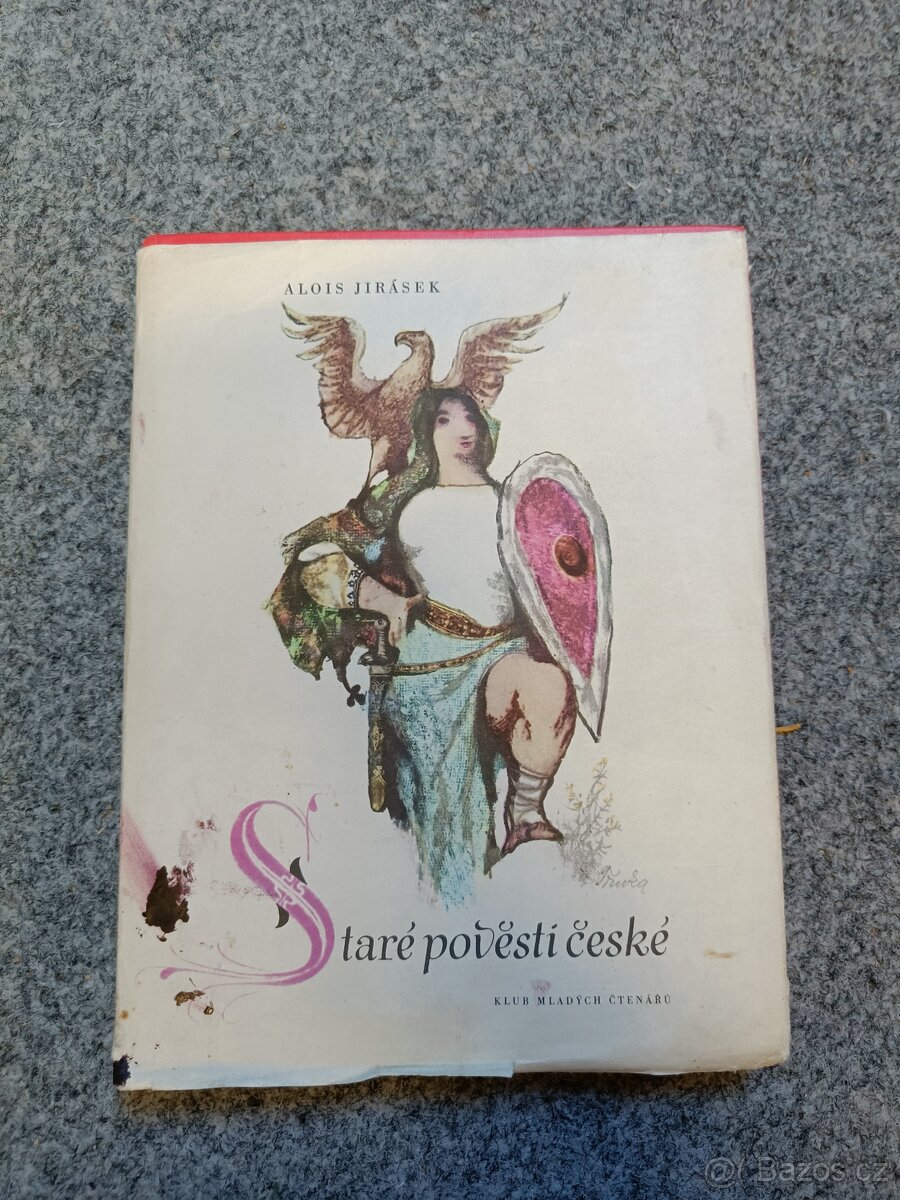 ALOIS JIRÁSEK
Trnka
Staré pověsti české
KLUB MLADÝCH ČTENÁŘŮ
© Bazos.cz